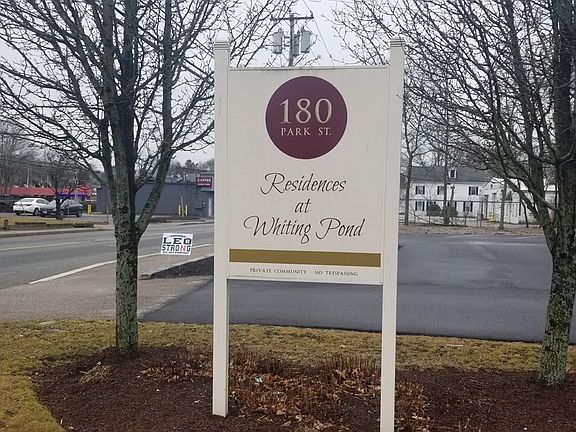 180
PARK ST.
Residences
at
Whiting Pond
PRIVATE COMMUNITY · NO TRESPASSING
LEO
STRONG